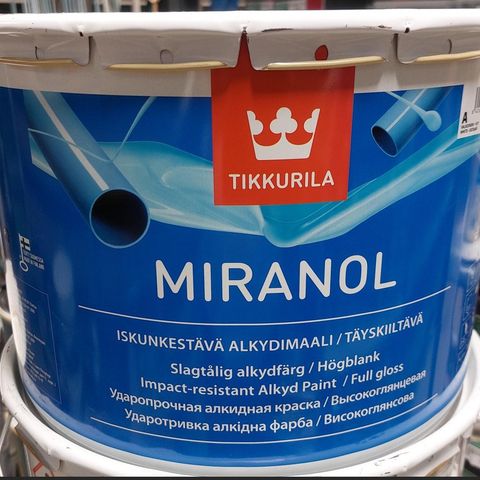 TIKKURILA
A
MIRANOL
ISKUNKESTÄVÄ ALKYDIMAALI / TÄYSKIILTÄVÄ
Slagtålig alkydfärg / Högblank
Impact-resistant Alkyd Paint / Full gloss
Ударопрочная алкидная краска / Высокоглянцевая
Ударотривка алкідна фарба / Високоглянсова